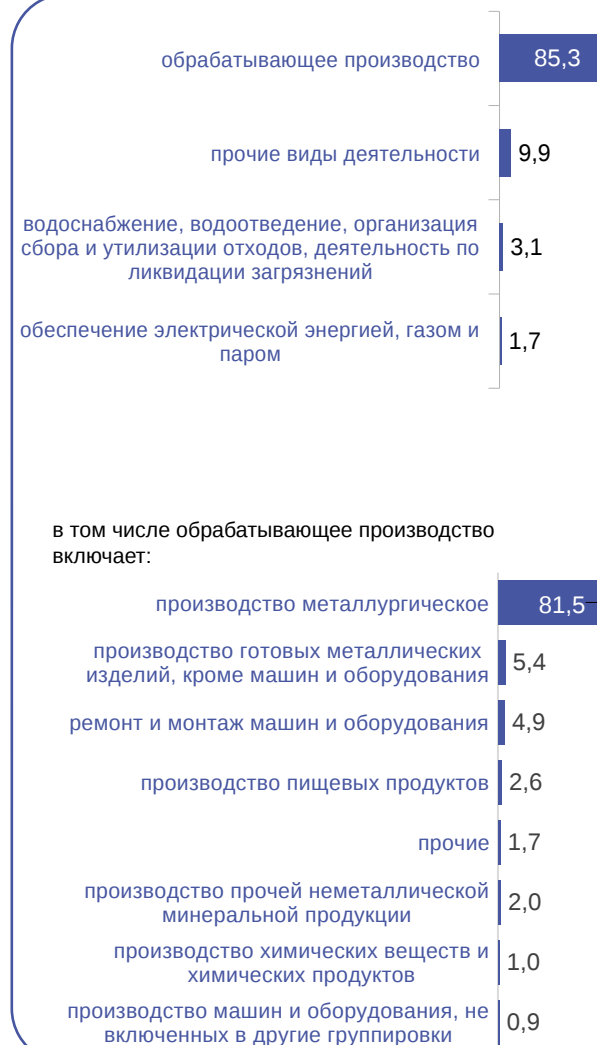 обрабатывающее производство 85,3
прочие виды деятельности 9,9
водоснабжение, водоотведение, организация
сбора и утилизации отходов, деятельность по 3,1
ликвидации загрязнений
обеспечение электрической энергией, газом и 1,7
паром
в том числе обрабатывающее производство
включает:
производство металлургическое 81,5
производство готовых металлических 5,4
изделий, кроме машин и оборудования
ремонт и монтаж машин и оборудования 4,9
производство пищевых продуктов 2,6
прочие 1,7
производство прочей неметаллической 2,0
минеральной продукции
производство химических веществ и 1,0
химических продуктов
производство машин и оборудования, не 0,9
включенных в другие группировки